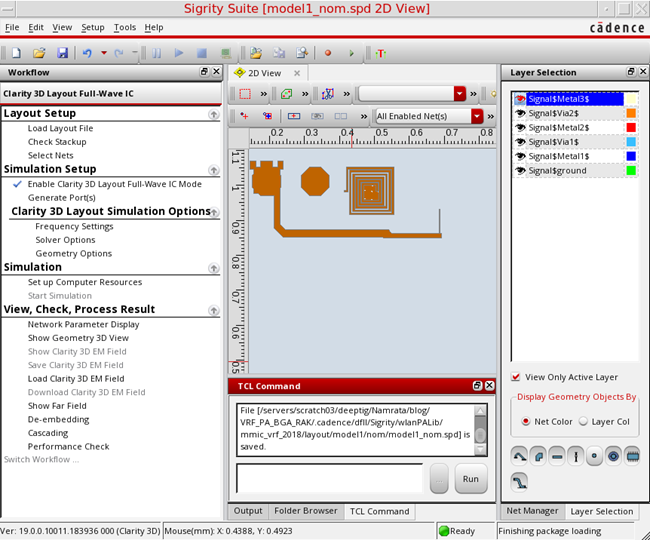 Sigrity Suite [model1_nom.spd 2D View]
File Edit View Setup Tools Help
cādence
Workflow
Clarity 3D Layout Full-Wave IC
Layout Setup
Load Layout File
Check Stackup
Select Nets
Simulation Setup
Enable Clarity 3D Layout Full-Wave IC Mode
Generate Port(s)
Clarity 3D Layout Simulation Options
Frequency Settings
Solver Options
Geometry Options
Simulation
Set up Computer Resources
Start Simulation
View, Check, Process Result
Network Parameter Display
Show Geometry 3D View
Show Clarity 3D EM Field
Save Clarity 3D EM Field
Load Clarity 3D EM Field
Download Clarity 3D EM Field
Show Far Field
De-embedding
Cascading
Performance Check
Switch Workflow ...
2D View
>>
>>
All Enabled Net(s)
>>
0.2 0.3 0.4 0.5 0.6 0.7 0.8
1.1
1
0.9
0.8
0.7
0.6
0.5
TCL Command
File [/servers/scratch03/deeptig/Namrata/blog/
VRF_PA_BGA_RAK/.cadence/dfII/Sigrity/wlanPALib/
mmic_vrf_2018/layout/model1/nom/model1_nom.spd] is
saved.
...
Run
Output Folder Browser TCL Command
Layer Selection
Signal$Metal3$
Signal$Via2$
Signal$Metal2$
Signal$Via1$
Signal$Metal1$
Signal$ground
View Only Active Layer
Display Geometry Objects By
Net Color Layer Col
Net Manager Layer Selection
Ver: 19.0.0.10011.183936 000 (Clarity 3D) Mouse(mm): X: 0.4388, Y: 0.4923 Ready Finishing package loading